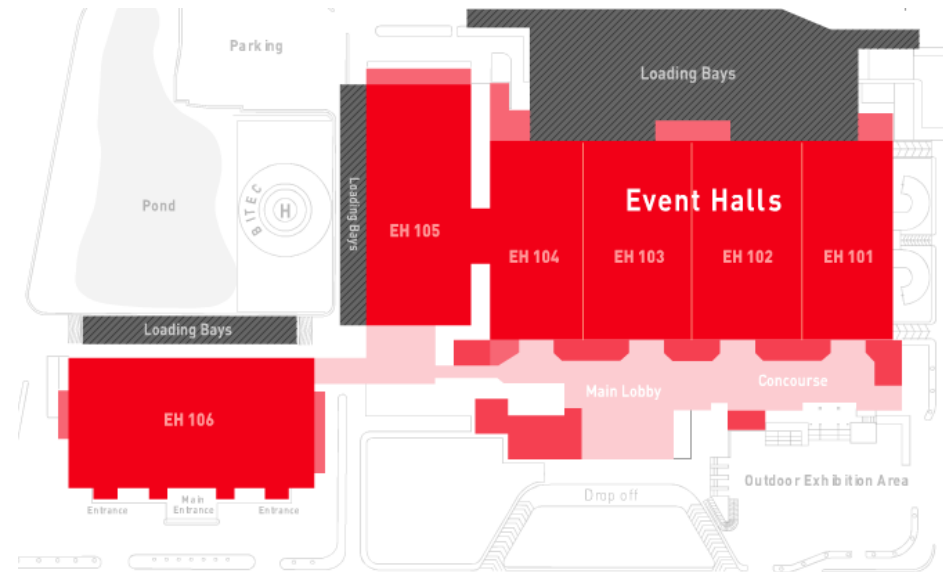 Parking
Loading Bays
Pond
BITEC
H
Loading Bays
Event Halls
EH 105
EH 104
EH 103
EH 102
EH 101
Loading Bays
Main Lobby
Concourse
EH 106
Outdoor Exhibition Area
Drop off
Main
Entrance
Entrance
Entrance